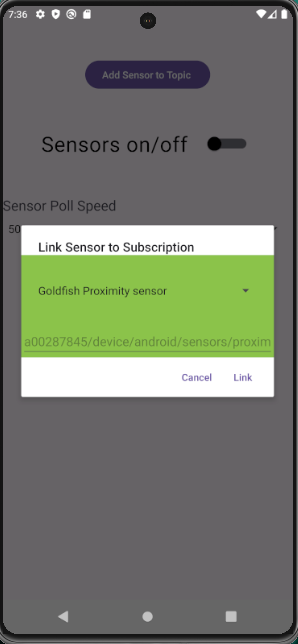 7:36
Add Sensor to Topic
Sensors on/off
Sensor Poll Speed
50
Link Sensor to Subscription
Goldfish Proximity sensor
a00287845/device/android/sensors/proxim
Cancel
Link